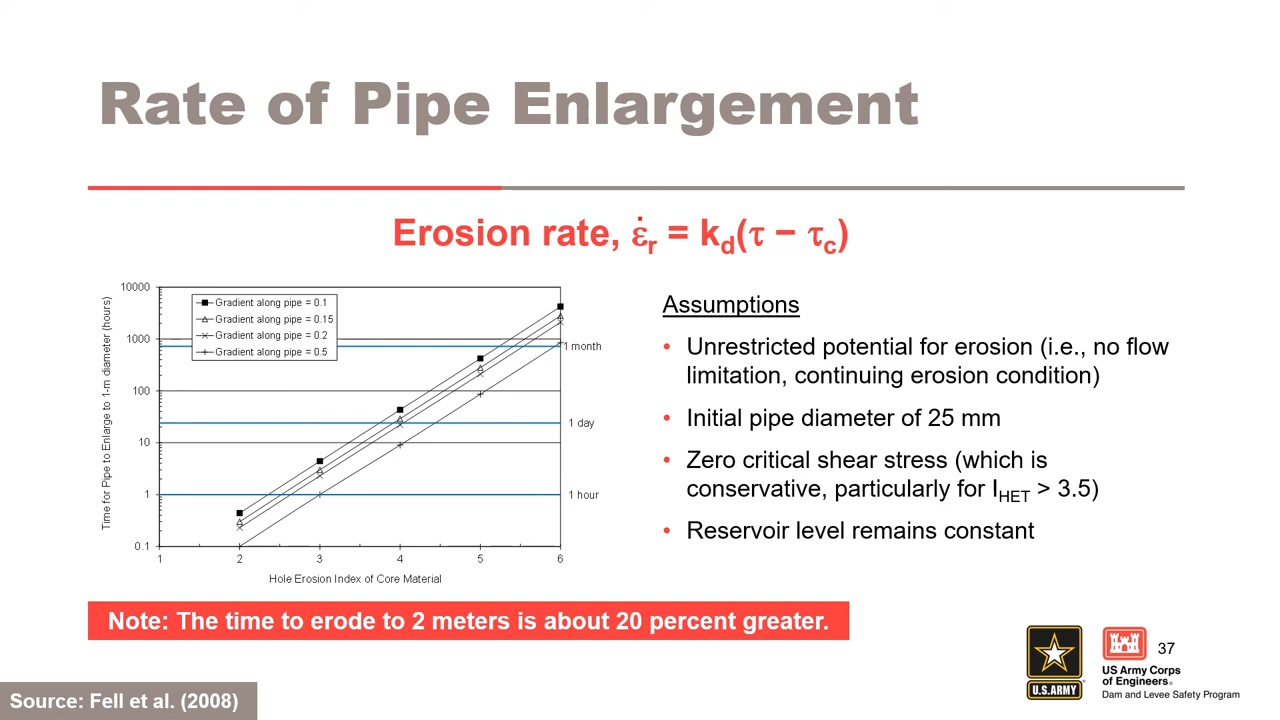 Rate of Pipe Enlargement
Erosion rate, ε̇r = kd(τ − τc)
Time for Pipe to Enlarge to 1-m diameter (hours)
10000
1000
100
10
1
0.1
Gradient along pipe = 0.1
Gradient along pipe = 0.15
Gradient along pipe = 0.2
Gradient along pipe = 0.5
1 month
1 day
1 hour
1 2 3 4 5 6
Hole Erosion Index of Core Material
Assumptions
• Unrestricted potential for erosion (i.e., no flow
limitation, continuing erosion condition)
• Initial pipe diameter of 25 mm
• Zero critical shear stress (which is
conservative, particularly for IHET > 3.5)
• Reservoir level remains constant
Note: The time to erode to 2 meters is about 20 percent greater.
U.S.ARMY
US Army Corps
of Engineers®
Dam and Levee Safety Program
37
Source: Fell et al. (2008)